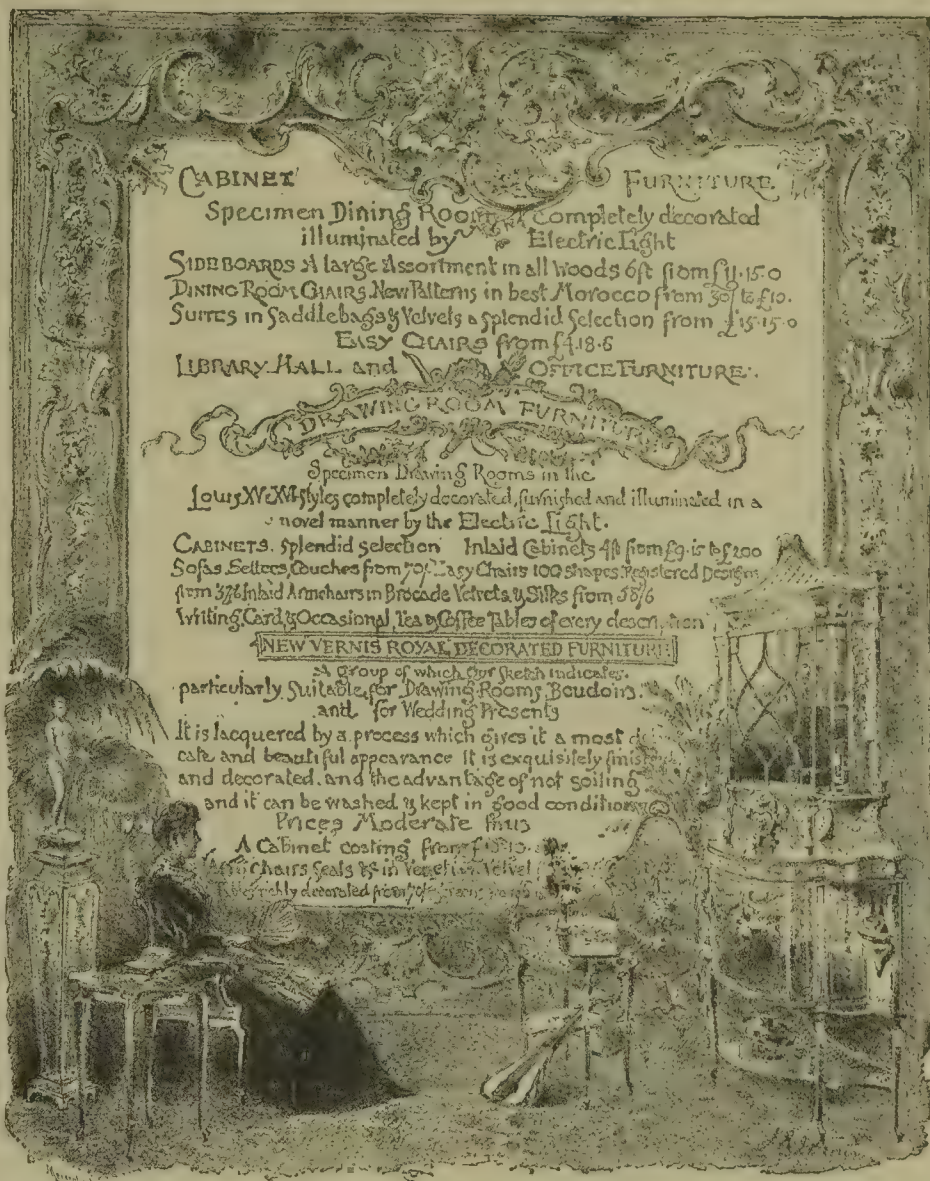 CABINET FURNITURE
Specimen Dining Room completely decorated
illuminated by Electric Light
SIDEBOARDS A large Assortment in all Woods 6ft from
DINING ROOM CHAIRS. New Patterns in best Morocco from 30/ to £10.
SUITES in Saddlebags & Velvets a splendid Selection from £15.15.0
EASY CHAIRS from £4.18.6
LIBRARY. HALL and OFFICE FURNITURE.
DRAWING ROOM FURNITURE
Specimen Drawing Rooms in the
Louis XV & XVI styles completely decorated, furnished and illuminated in a
novel manner by the Electric Light.
CABINETS. Splendid Selection Inlaid Cabinets 4ft from £9.15 to £200
Sofas, Settees, Couches from 70/- Easy Chairs 100 Shapes. Registered Designs
from Inlaid Armchairs in Brocade Velvets & Silks from 58/6
Writing, Card, & Occasional, Tea & Coffee Tables of every description
NEW VERNIS ROYAL DECORATED FURNITURE
A Group of which Our Sketch indicates.
particularly Suitable for Drawing Rooms, Boudoirs.
and for Wedding Presents
It is lacquered by a process which gives it a most
cate and beautiful appearance It is exquisitely
and decorated. and the advantage of not soiling
and it can be washed & kept in good condition
Prices Moderate thus
A Cabinet costing from
Chairs Seats in Venetian Velvet
richly decorated from